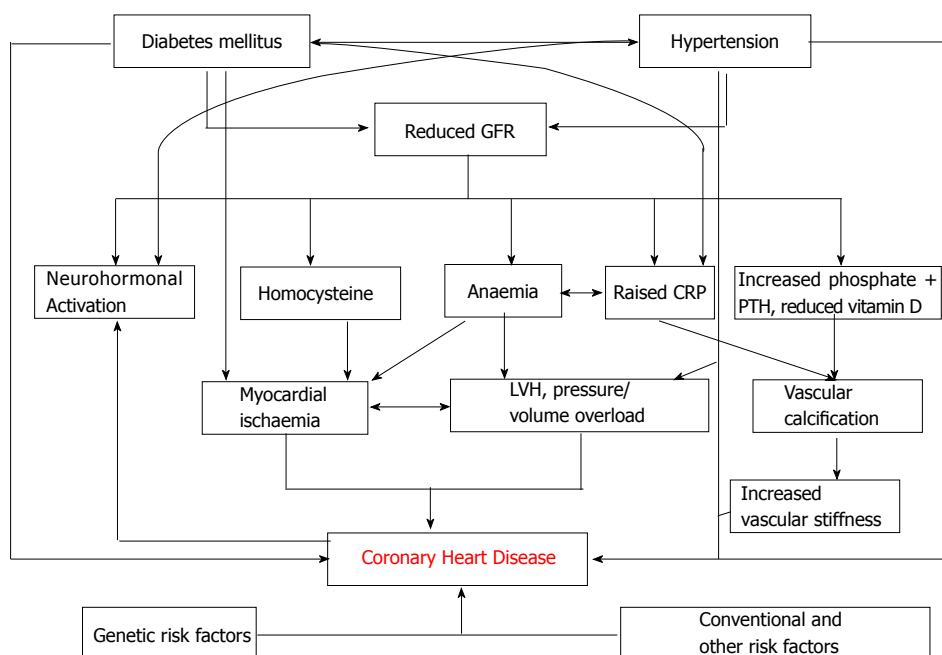 Diabetes mellitus
Hypertension
Reduced GFR
Neurohormonal
Activation
Homocysteine
Anaemia
Raised CRP
Increased phosphate +
PTH, reduced vitamin D
Myocardial
ischaemia
LVH, pressure/
volume overload
Vascular
calcification
Increased
vascular stiffness
Coronary Heart Disease
Genetic risk factors
Conventional and
other risk factors